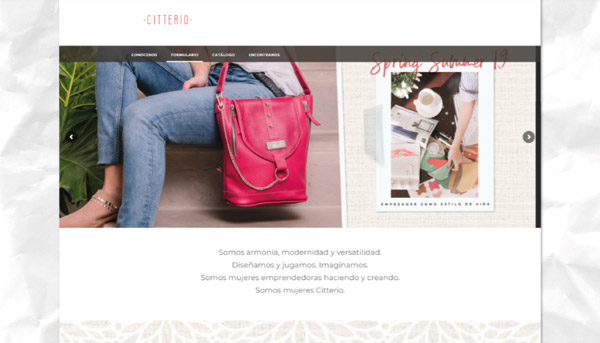 ·CITTERIO·
CONOCENOS FORMULARIO CATÁLOGO ENCONTRANOS
Spring Summer 19
EMPRENDER COMO ESTILO DE VIDA
Somos armonía, modernidad y versatilidad.
Diseñamos y jugamos. Imaginamos.
Somos mujeres emprendedoras haciendo y creando.
Somos mujeres Citterio.